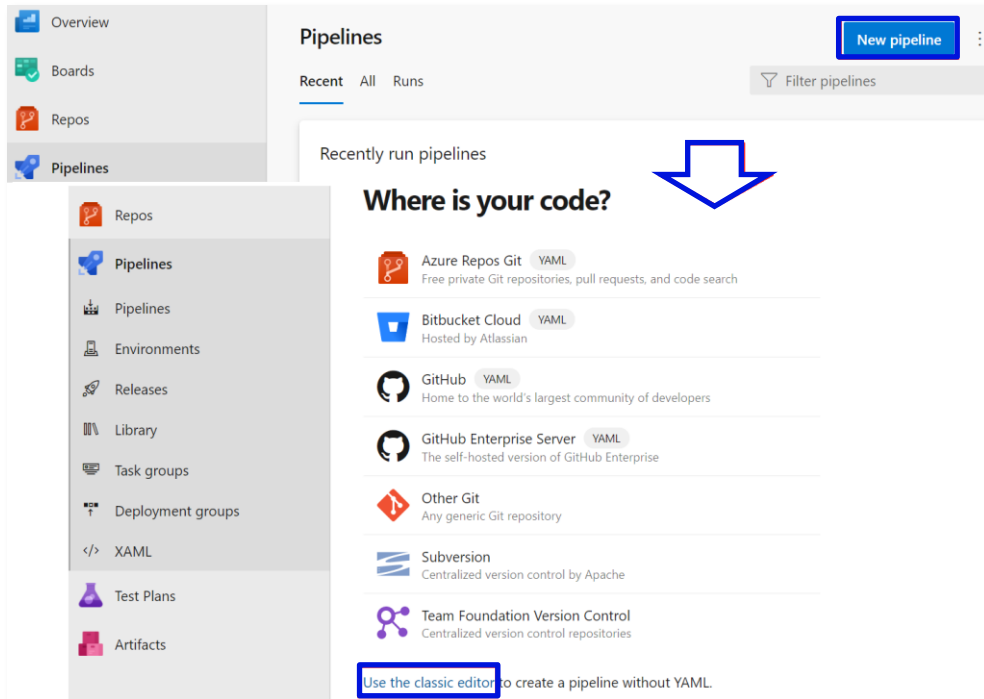 Overview
Boards
Repos
Pipelines
Pipelines
New pipeline
Recent All Runs
Filter pipelines
Recently run pipelines
Repos
Pipelines
Pipelines
Environments
Releases
Library
Task groups
Deployment groups
</> XAML
Test Plans
Artifacts
Where is your code?
Azure Repos Git YAML
Free private Git repositories, pull requests, and code search
Bitbucket Cloud YAML
Hosted by Atlassian
GitHub YAML
Home to the world's largest community of developers
GitHub Enterprise Server YAML
The self-hosted version of GitHub Enterprise
Other Git
Any generic Git repository
Subversion
Centralized version control by Apache
Team Foundation Version Control
Centralized version control repositories
Use the classic editor to create a pipeline without YAML.